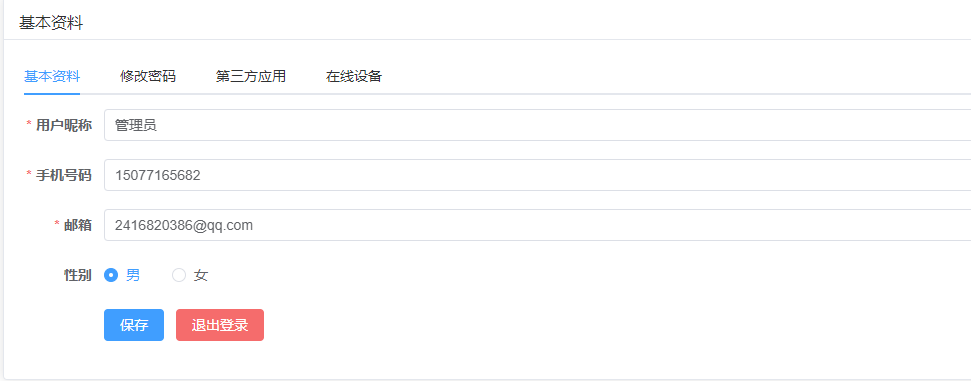 基本资料
基本资料 修改密码 第三方应用 在线设备
* 用户昵称 管理员
* 手机号码 15077165682
* 邮箱 2416820386@qq.com
性别 男 女
保存 退出登录